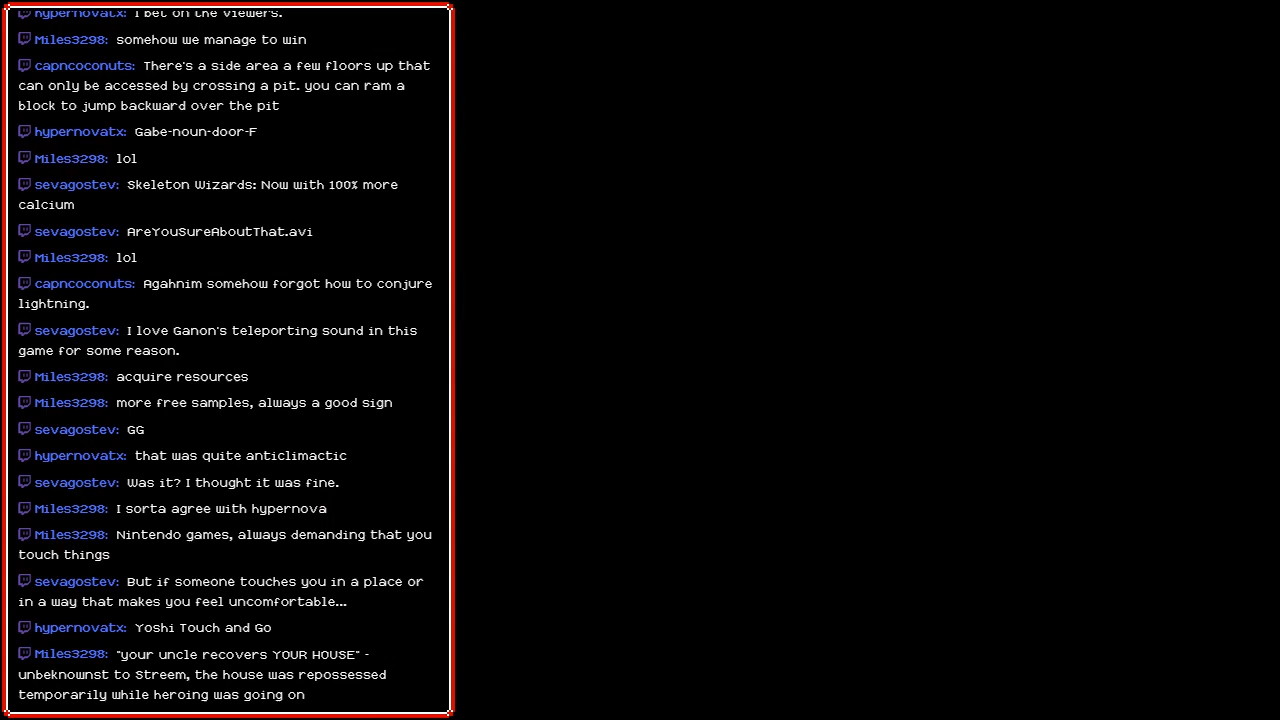 hypernovatx: I bet on the viewers.
Miles3298: somehow we manage to win
capncoconuts: There's a side area a few floors up that
can only be accessed by crossing a pit. you can ram a
block to jump backward over the pit
hypernovatx: Gabe-noun-door-F
Miles3298: lol
sevagostev: Skeleton Wizards: Now with 100% more
calcium
sevagostev: AreYouSureAboutThat.avi
Miles3298: lol
capncoconuts: Agahnim somehow forgot how to conjure
lightning.
sevagostev: I love Ganon's teleporting sound in this
game for some reason.
Miles3298: acquire resources
Miles3298: more free samples, always a good sign
sevagostev: GG
hypernovatx: that was quite anticlimactic
sevagostev: Was it? I thought it was fine.
Miles3298: I sorta agree with hypernova
Miles3298: Nintendo games, always demanding that you
touch things
sevagostev: But if someone touches you in a place or
in a way that makes you feel uncomfortable...
hypernovatx: Yoshi Touch and Go
Miles3298: "your uncle recovers YOUR HOUSE" -
unbeknownst to Streem, the house was repossessed
temporarily while heroing was going on